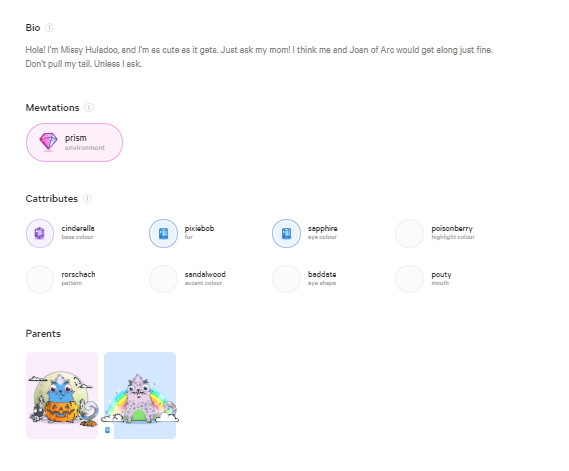 Bio
Hola! I'm Missy Huladoo, and I'm as cute as it gets. Just ask my mom! I think me and Joan of Arc would get along just fine.
Don't pull my tail. Unless I ask.
Mewtations
prism
environment
Cattributes
cinderella pixiebob sapphire poisonberry
base colour fur eye colour highlight colour
rorschach sandalwood baddate pouty
pattern accent colour eye shape mouth
Parents